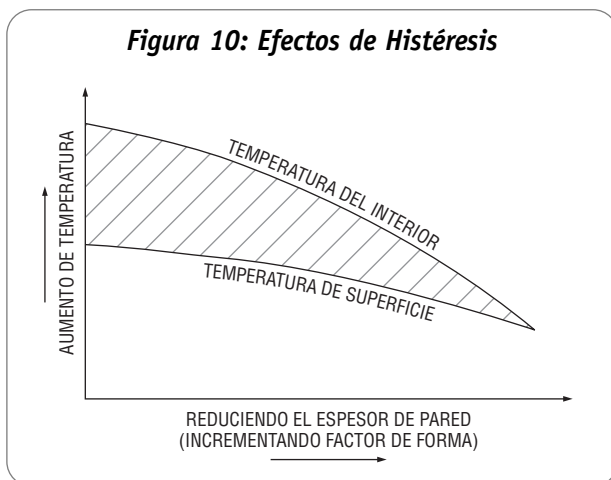 Figura 10: Efectos de Histéresis
AUMENTO DE TEMPERATURA
TEMPERATURA DEL INTERIOR
TEMPERATURA DE SUPERFICIE
REDUCIENDO EL ESPESOR DE PARED
(INCREMENTANDO FACTOR DE FORMA)